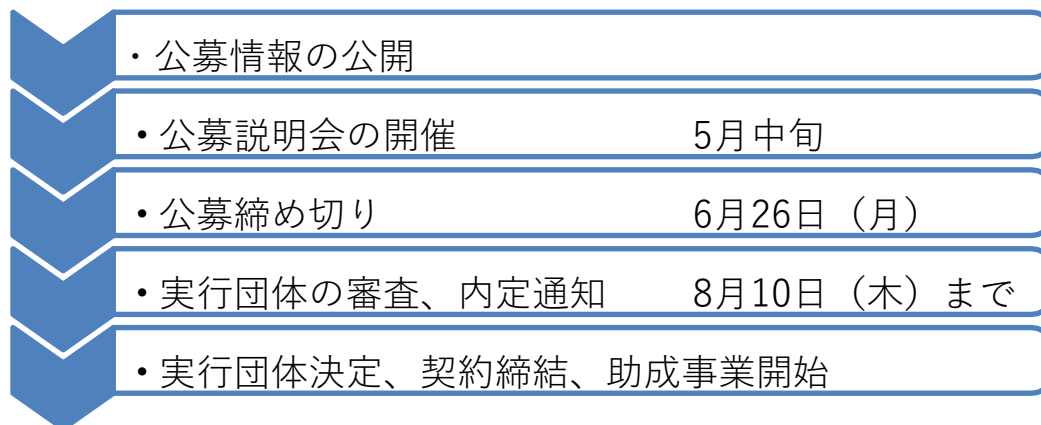 ・公募情報の公開
•公募説明会の開催 5月中旬
•公募締め切り 6月26日（月）
•実行団体の審査、内定通知 8月10日（木）まで
•実行団体決定、契約締結、助成事業開始